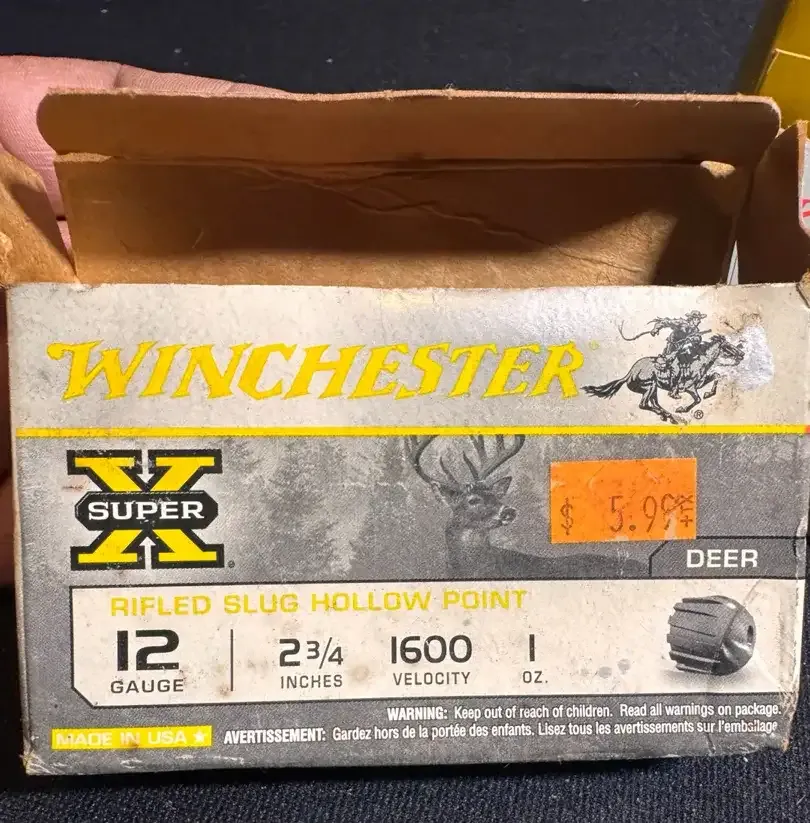 WINCHESTER
®
SUPER X
$ 5.99
DEER
RIFLED SLUG HOLLOW POINT
12 2 3/4 1600 1
GAUGE INCHES VELOCITY OZ.
WARNING: Keep out of reach of children. Read all warnings on package.
MADE IN USA ★ AVERTISSEMENT: Gardez hors de la portée des enfants. Lisez tous les avertissements sur l'emballage